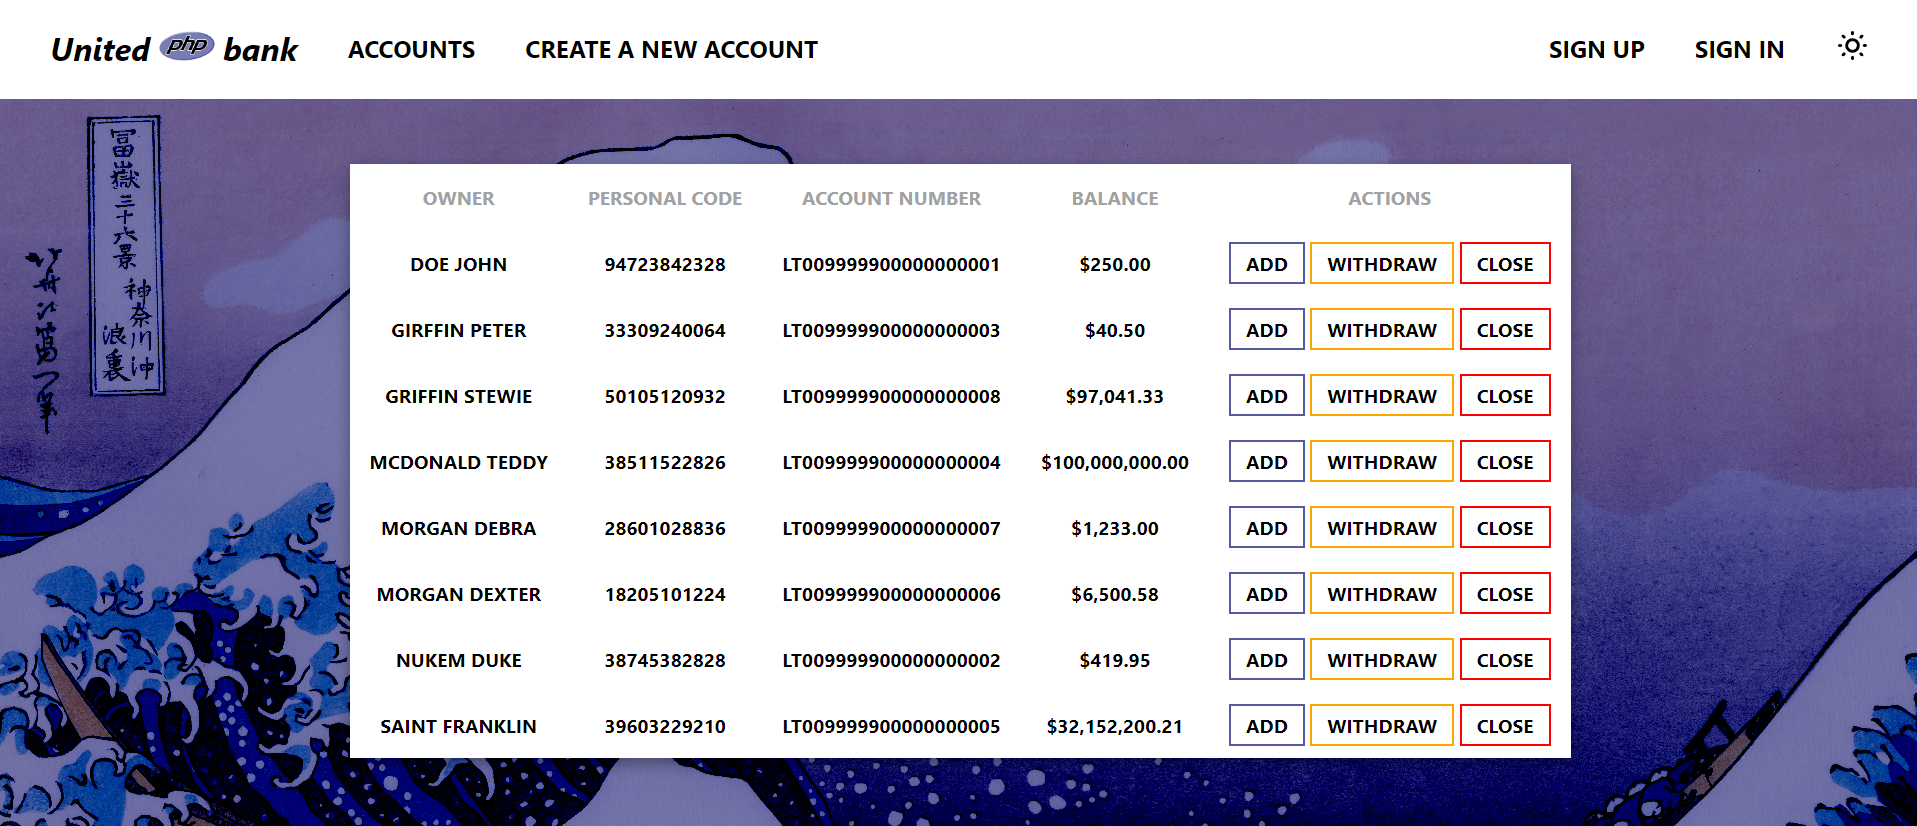 United php bank ACCOUNTS CREATE A NEW ACCOUNT SIGN UP SIGN IN
冨嶽三十六景
神奈川沖
浪裏
OWNER PERSONAL CODE ACCOUNT NUMBER BALANCE ACTIONS
DOE JOHN 94723842328 LT009999900000000001 $250.00 ADD WITHDRAW CLOSE
GIRFFIN PETER 33309240064 LT009999900000000003 $40.50 ADD WITHDRAW CLOSE
GRIFFIN STEWIE 50105120932 LT009999900000000008 $97,041.33 ADD WITHDRAW CLOSE
MCDONALD TEDDY 38511522826 LT009999900000000004 $100,000,000.00 ADD WITHDRAW CLOSE
MORGAN DEBRA 28601028836 LT009999900000000007 $1,233.00 ADD WITHDRAW CLOSE
MORGAN DEXTER 18205101224 LT009999900000000006 $6,500.58 ADD WITHDRAW CLOSE
NUKEM DUKE 38745382828 LT009999900000000002 $419.95 ADD WITHDRAW CLOSE
SAINT FRANKLIN 39603229210 LT009999900000000005 $32,152,200.21 ADD WITHDRAW CLOSE